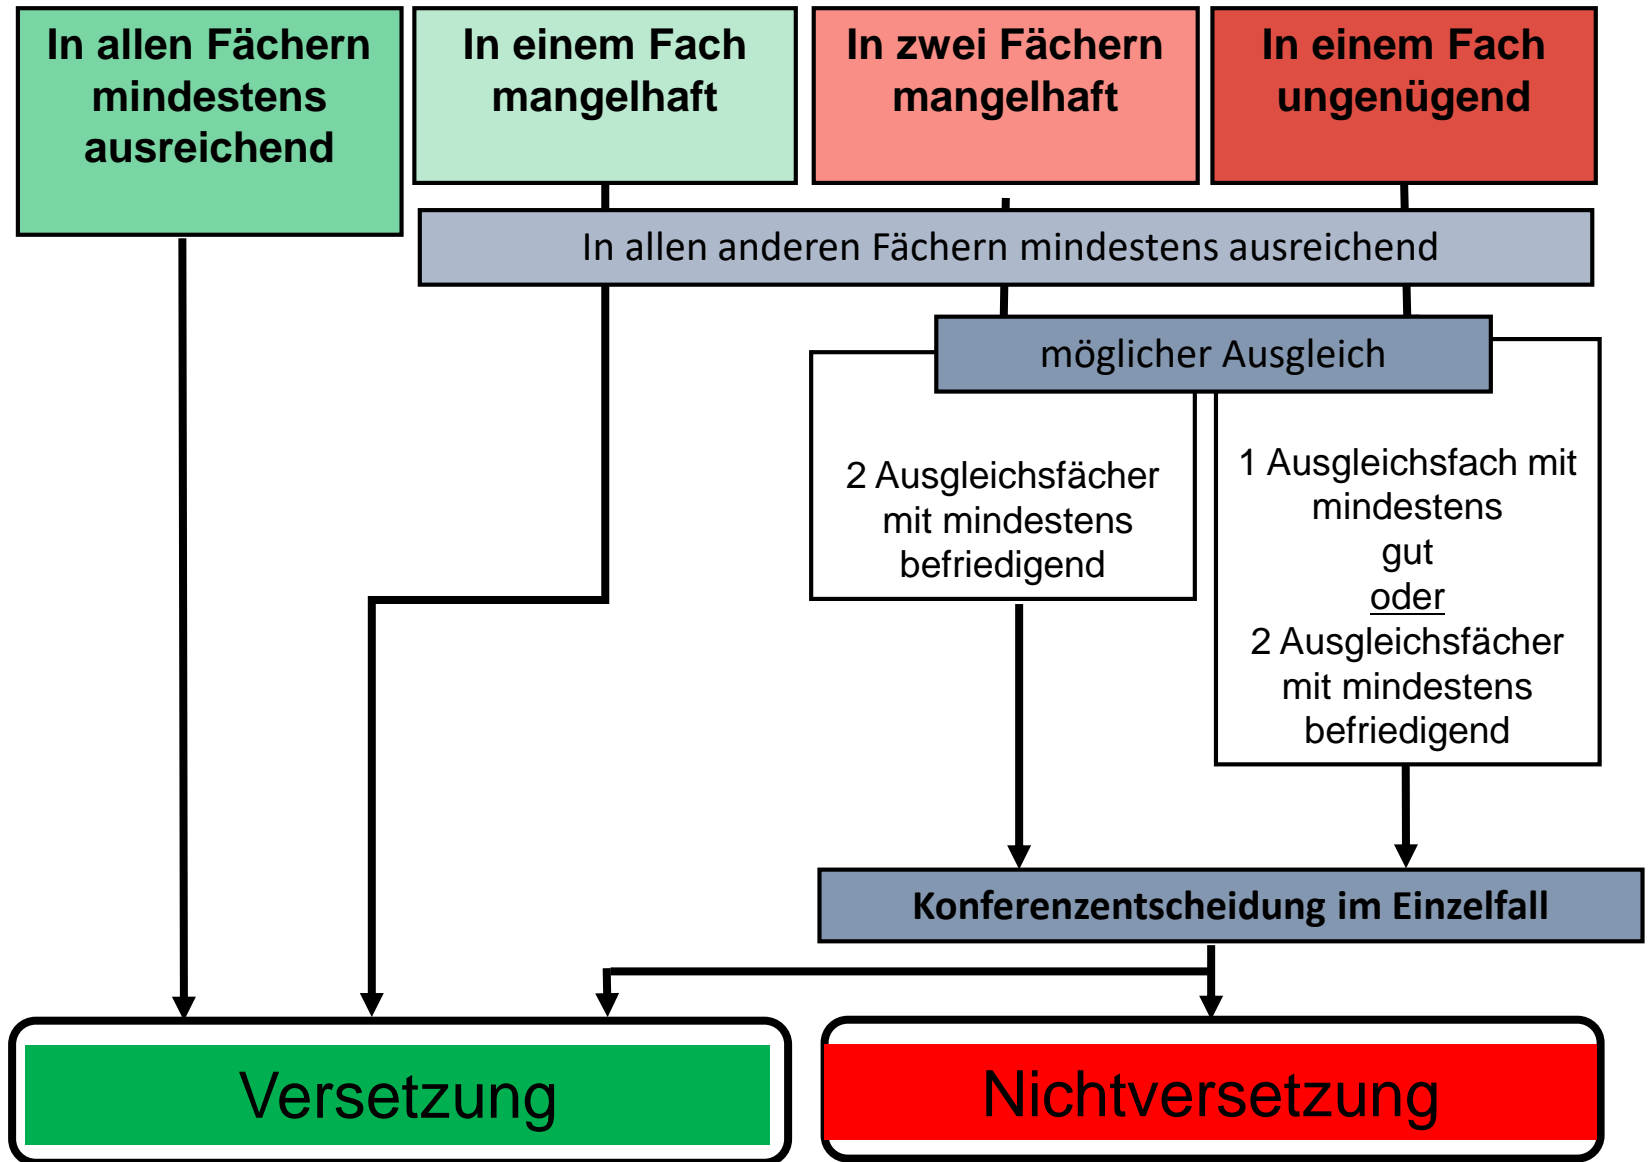 In allen Fächern
mindestens
ausreichend
In einem Fach
mangelhaft
In zwei Fächern
mangelhaft
In einem Fach
ungenügend
In allen anderen Fächern mindestens ausreichend
möglicher Ausgleich
2 Ausgleichsfächer
mit mindestens
befriedigend
1 Ausgleichsfach mit
mindestens
gut
oder
2 Ausgleichsfächer
mit mindestens
befriedigend
Konferenzentscheidung im Einzelfall
Versetzung
Nichtversetzung